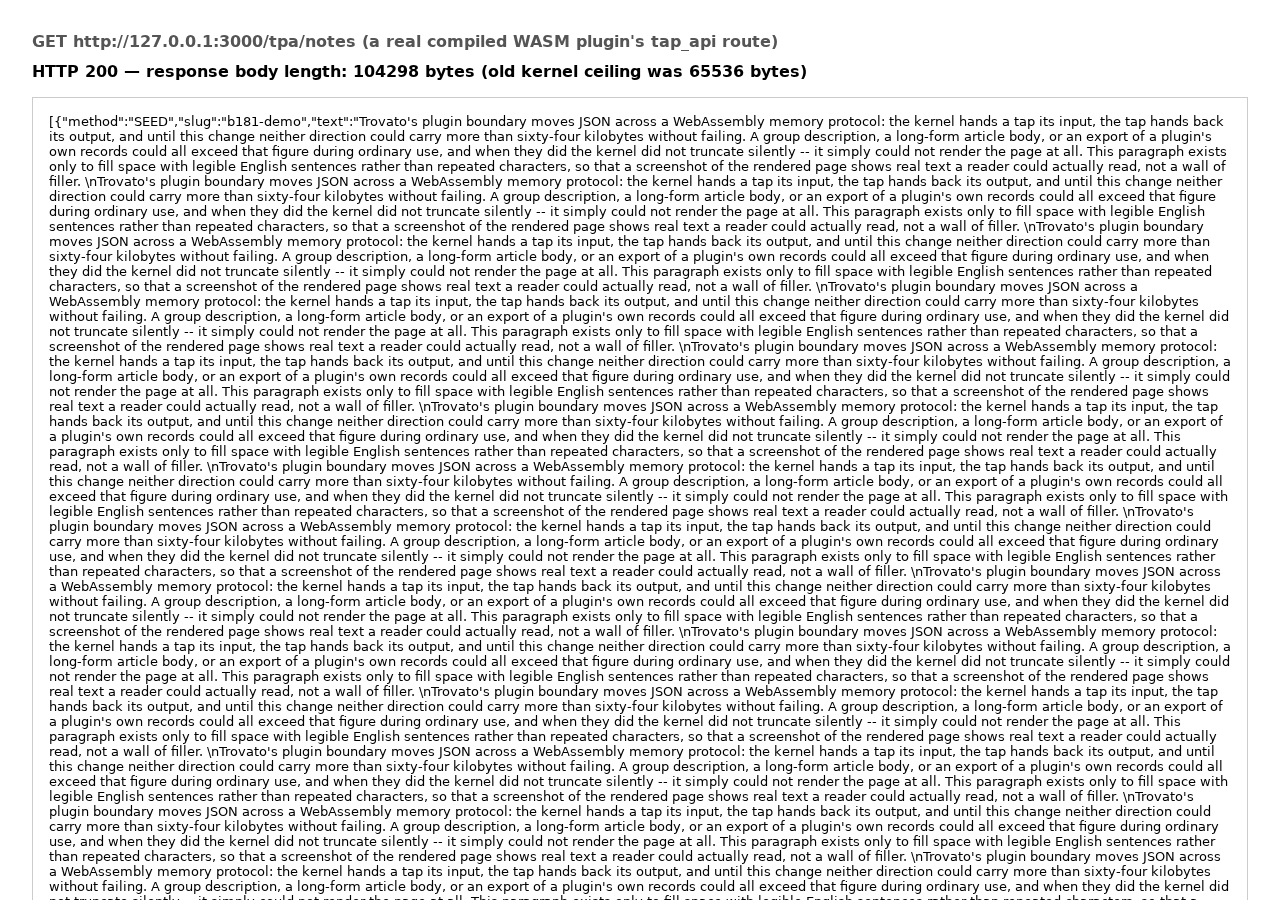 GET http://127.0.0.1:3000/tpa/notes (a real compiled WASM plugin's tap_api route)
HTTP 200 — response body length: 104298 bytes (old kernel ceiling was 65536 bytes)
[{"method":"SEED","slug":"b181-demo","text":"Trovato's plugin boundary moves JSON across a WebAssembly memory protocol: the kernel hands a tap its input, the tap hands back
its output, and until this change neither direction could carry more than sixty-four kilobytes without failing. A group description, a long-form article body, or an export of a plugin's
own records could all exceed that figure during ordinary use, and when they did the kernel did not truncate silently -- it simply could not render the page at all. This paragraph exists
only to fill space with legible English sentences rather than repeated characters, so that a screenshot of the rendered page shows real text a reader could actually read, not a wall of
filler. \nTrovato's plugin boundary moves JSON across a WebAssembly memory protocol: the kernel hands a tap its input, the tap hands back its output, and until this change neither
direction could carry more than sixty-four kilobytes without failing. A group description, a long-form article body, or an export of a plugin's own records could all exceed that figure
during ordinary use, and when they did the kernel did not truncate silently -- it simply could not render the page at all. This paragraph exists only to fill space with legible English
sentences rather than repeated characters, so that a screenshot of the rendered page shows real text a reader could actually read, not a wall of filler. \nTrovato's plugin boundary
moves JSON across a WebAssembly memory protocol: the kernel hands a tap its input, the tap hands back its output, and until this change neither direction could carry more than
sixty-four kilobytes without failing. A group description, a long-form article body, or an export of a plugin's own records could all exceed that figure during ordinary use, and when
they did the kernel did not truncate silently -- it simply could not render the page at all. This paragraph exists only to fill space with legible English sentences rather than repeated
characters, so that a screenshot of the rendered page shows real text a reader could actually read, not a wall of filler. \nTrovato's plugin boundary moves JSON across a
WebAssembly memory protocol: the kernel hands a tap its input, the tap hands back its output, and until this change neither direction could carry more than sixty-four kilobytes
without failing. A group description, a long-form article body, or an export of a plugin's own records could all exceed that figure during ordinary use, and when they did the kernel did
not truncate silently -- it simply could not render the page at all. This paragraph exists only to fill space with legible English sentences rather than repeated characters, so that a
screenshot of the rendered page shows real text a reader could actually read, not a wall of filler. \nTrovato's plugin boundary moves JSON across a WebAssembly memory protocol:
the kernel hands a tap its input, the tap hands back its output, and until this change neither direction could carry more than sixty-four kilobytes without failing. A group description, a
long-form article body, or an export of a plugin's own records could all exceed that figure during ordinary use, and when they did the kernel did not truncate silently -- it simply could
not render the page at all. This paragraph exists only to fill space with legible English sentences rather than repeated characters, so that a screenshot of the rendered page shows
real text a reader could actually read, not a wall of filler. \nTrovato's plugin boundary moves JSON across a WebAssembly memory protocol: the kernel hands a tap its input, the tap
hands back its output, and until this change neither direction could carry more than sixty-four kilobytes without failing. A group description, a long-form article body, or an export of
a plugin's own records could all exceed that figure during ordinary use, and when they did the kernel did not truncate silently -- it simply could not render the page at all. This
paragraph exists only to fill space with legible English sentences rather than repeated characters, so that a screenshot of the rendered page shows real text a reader could actually
read, not a wall of filler. \nTrovato's plugin boundary moves JSON across a WebAssembly memory protocol: the kernel hands a tap its input, the tap hands back its output, and until
this change neither direction could carry more than sixty-four kilobytes without failing. A group description, a long-form article body, or an export of a plugin's own records could all
exceed that figure during ordinary use, and when they did the kernel did not truncate silently -- it simply could not render the page at all. This paragraph exists only to fill space with
legible English sentences rather than repeated characters, so that a screenshot of the rendered page shows real text a reader could actually read, not a wall of filler. \nTrovato's
plugin boundary moves JSON across a WebAssembly memory protocol: the kernel hands a tap its input, the tap hands back its output, and until this change neither direction could
carry more than sixty-four kilobytes without failing. A group description, a long-form article body, or an export of a plugin's own records could all exceed that figure during ordinary
use, and when they did the kernel did not truncate silently -- it simply could not render the page at all. This paragraph exists only to fill space with legible English sentences rather
than repeated characters, so that a screenshot of the rendered page shows real text a reader could actually read, not a wall of filler. \nTrovato's plugin boundary moves JSON across
a WebAssembly memory protocol: the kernel hands a tap its input, the tap hands back its output, and until this change neither direction could carry more than sixty-four kilobytes
without failing. A group description, a long-form article body, or an export of a plugin's own records could all exceed that figure during ordinary use, and when they did the kernel did
not truncate silently -- it simply could not render the page at all. This paragraph exists only to fill space with legible English sentences rather than repeated characters, so that a
screenshot of the rendered page shows real text a reader could actually read, not a wall of filler. \nTrovato's plugin boundary moves JSON across a WebAssembly memory protocol:
the kernel hands a tap its input, the tap hands back its output, and until this change neither direction could carry more than sixty-four kilobytes without failing. A group description, a
long-form article body, or an export of a plugin's own records could all exceed that figure during ordinary use, and when they did the kernel did not truncate silently -- it simply could
not render the page at all. This paragraph exists only to fill space with legible English sentences rather than repeated characters, so that a screenshot of the rendered page shows
real text a reader could actually read, not a wall of filler. \nTrovato's plugin boundary moves JSON across a WebAssembly memory protocol: the kernel hands a tap its input, the tap
hands back its output, and until this change neither direction could carry more than sixty-four kilobytes without failing. A group description, a long-form article body, or an export of
a plugin's own records could all exceed that figure during ordinary use, and when they did the kernel did not truncate silently -- it simply could not render the page at all. This
paragraph exists only to fill space with legible English sentences rather than repeated characters, so that a screenshot of the rendered page shows real text a reader could actually
read, not a wall of filler. \nTrovato's plugin boundary moves JSON across a WebAssembly memory protocol: the kernel hands a tap its input, the tap hands back its output, and until
this change neither direction could carry more than sixty-four kilobytes without failing. A group description, a long-form article body, or an export of a plugin's own records could all
exceed that figure during ordinary use, and when they did the kernel did not truncate silently -- it simply could not render the page at all. This paragraph exists only to fill space with
legible English sentences rather than repeated characters, so that a screenshot of the rendered page shows real text a reader could actually read, not a wall of filler. \nTrovato's
plugin boundary moves JSON across a WebAssembly memory protocol: the kernel hands a tap its input, the tap hands back its output, and until this change neither direction could
carry more than sixty-four kilobytes without failing. A group description, a long-form article body, or an export of a plugin's own records could all exceed that figure during ordinary
use, and when they did the kernel did not truncate silently -- it simply could not render the page at all. This paragraph exists only to fill space with legible English sentences rather
than repeated characters, so that a screenshot of the rendered page shows real text a reader could actually read, not a wall of filler. \nTrovato's plugin boundary moves JSON across
a WebAssembly memory protocol: the kernel hands a tap its input, the tap hands back its output, and until this change neither direction could carry more than sixty-four kilobytes
without failing. A group description, a long-form article body, or an export of a plugin's own records could all exceed that figure during ordinary use, and when they did the kernel did